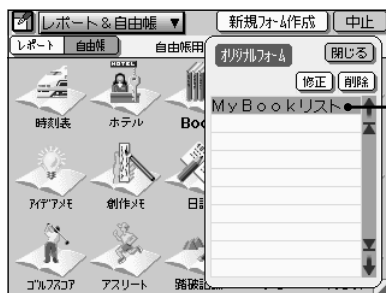 レポート＆自由帳 ▼
新規ﾌｫｰﾑ作成
中止
レポート
自由帳
自由帳用
オリジナルフォーム
閉じる
修正
削除
ＭｙＢｏｏｋリスト
HOTEL
時刻表
ホテル
Boo
ｱｲﾃﾞｱﾒﾓ
創作ﾒﾓ
ｺﾞﾙﾌｽｺｱ
アスリート